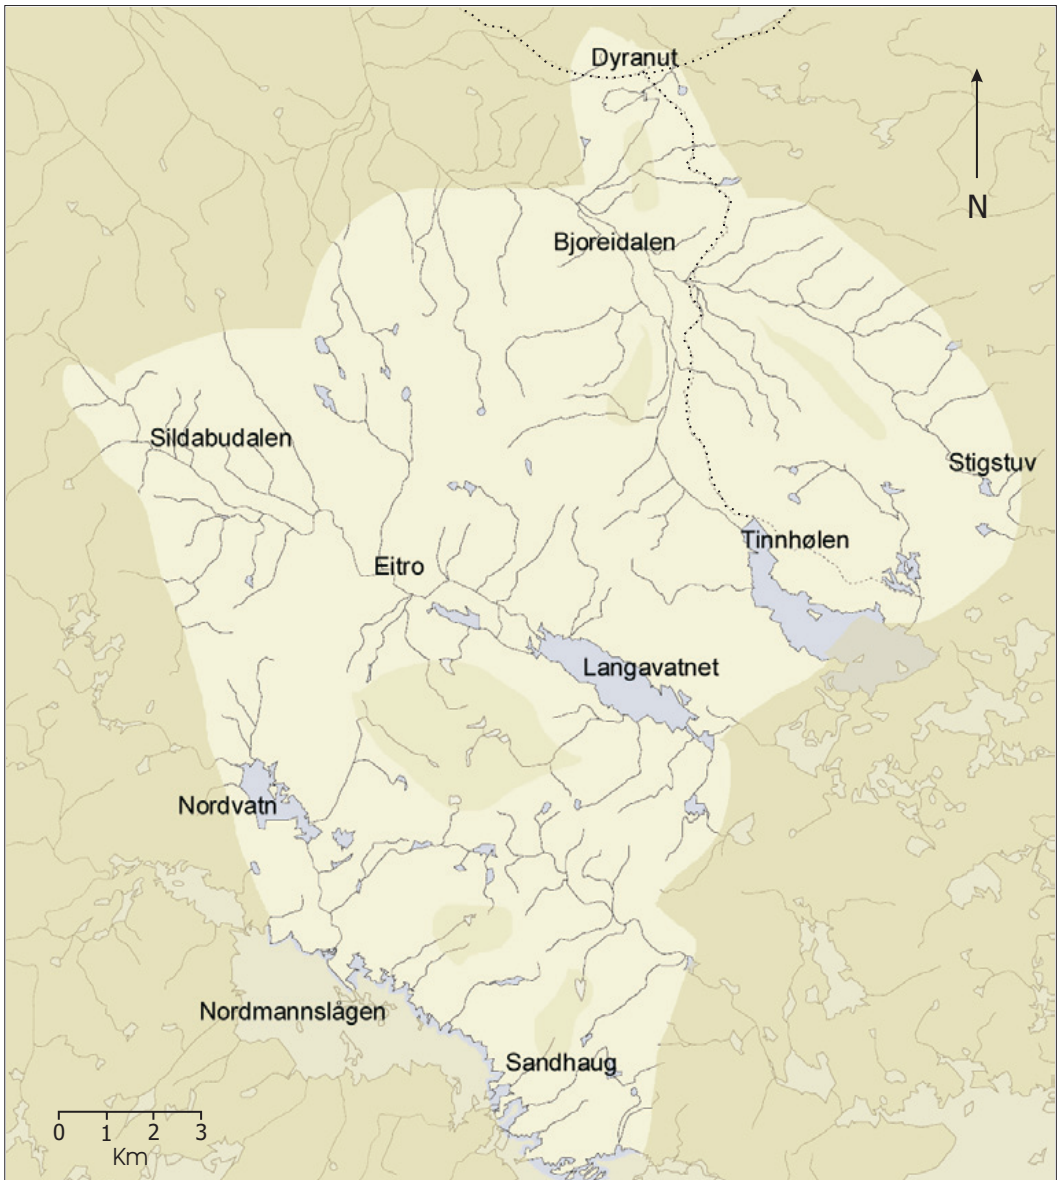 Dyranut
N
Bjoreidalen
Sildabudalen
Stigstuv
Tinnhølen
Eitro
Langavatnet
Nordvatn
Nordmannslågen
Sandhaug
0 1 2 3
Km